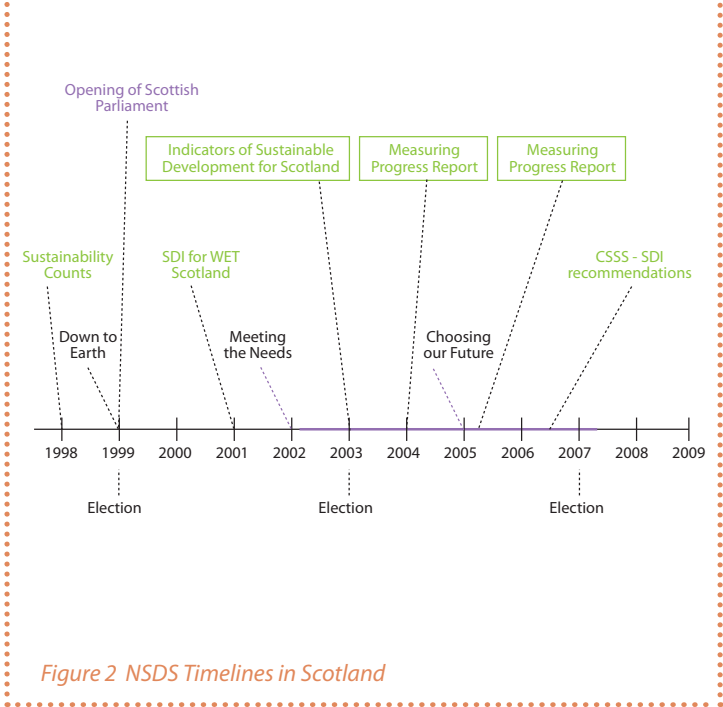 Opening of Scottish
Parliament
Indicators of Sustainable
Development for Scotland
Measuring
Progress Report
Measuring
Progress Report
Sustainability
Counts
SDI for WET
Scotland
CSSS - SDI
recommendations
Down to
Earth
Meeting
the Needs
Choosing
our Future
1998 1999 2000 2001 2002 2003 2004 2005 2006 2007 2008 2009
Election Election Election
Figure 2 NSDS Timelines in Scotland